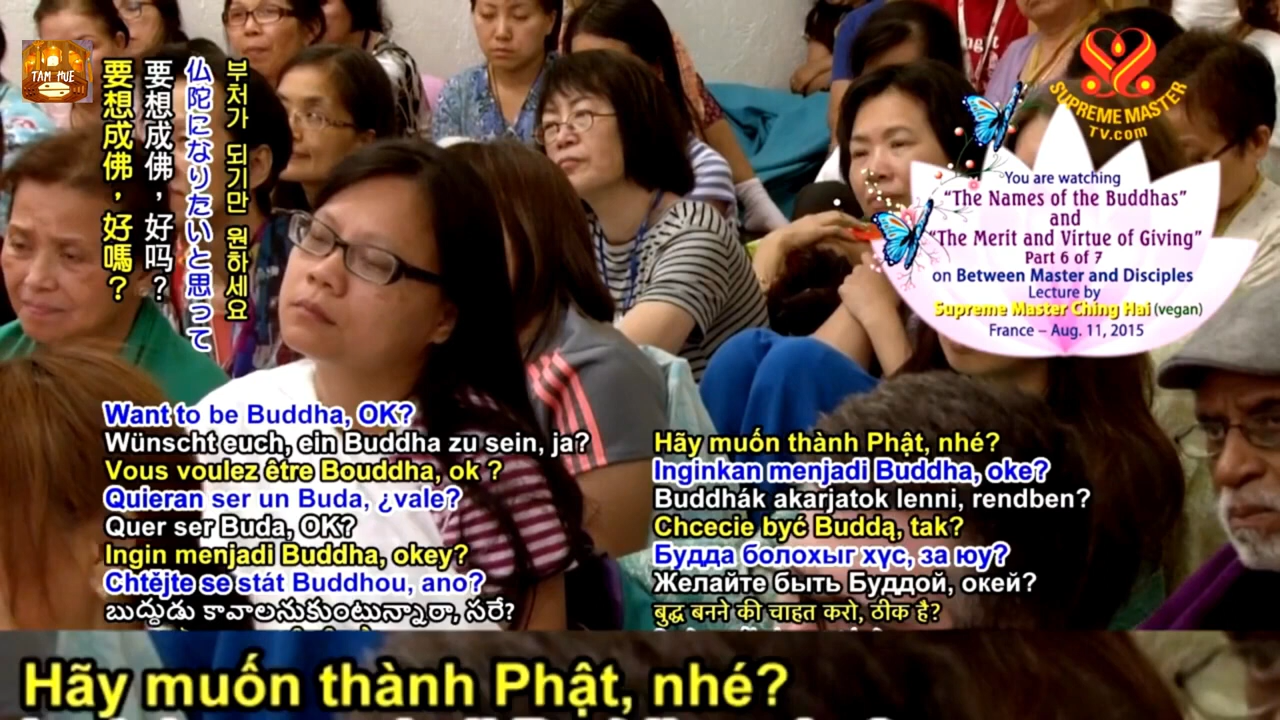 TAM HUE
부처가 되기만 원하세요
仏陀になりたいと思って
要想成佛，好吗？
要想成佛，好嗎？
SUPREME MASTER
TV.com
You are watching
“The Names of the Buddhas”
and
“The Merit and Virtue of Giving”
Part 6 of 7
on Between Master and Disciples
Lecture by
Supreme Master Ching Hai (vegan)
France – Aug. 11, 2015
Want to be Buddha, OK?
Wünscht euch, ein Buddha zu sein, ja?
Vous voulez être Bouddha, ok ?
Quieran ser un Buda, ¿vale?
Quer ser Buda, OK?
Ingin menjadi Buddha, okey?
Chtějte se stát Buddhou, ano?
బుద్ధుడు కావాలనుకుంటున్నారా, సరే?
Hãy muốn thành Phật, nhé?
Inginkan menjadi Buddha, oke?
Buddhák akarjatok lenni, rendben?
Chcecie być Buddą, tak?
Будда болохыг хүс, за юу?
Желайте быть Буддой, окей?
बुद्ध बनने की चाहत करो, ठीक है?
Hãy muốn thành Phật, nhé?